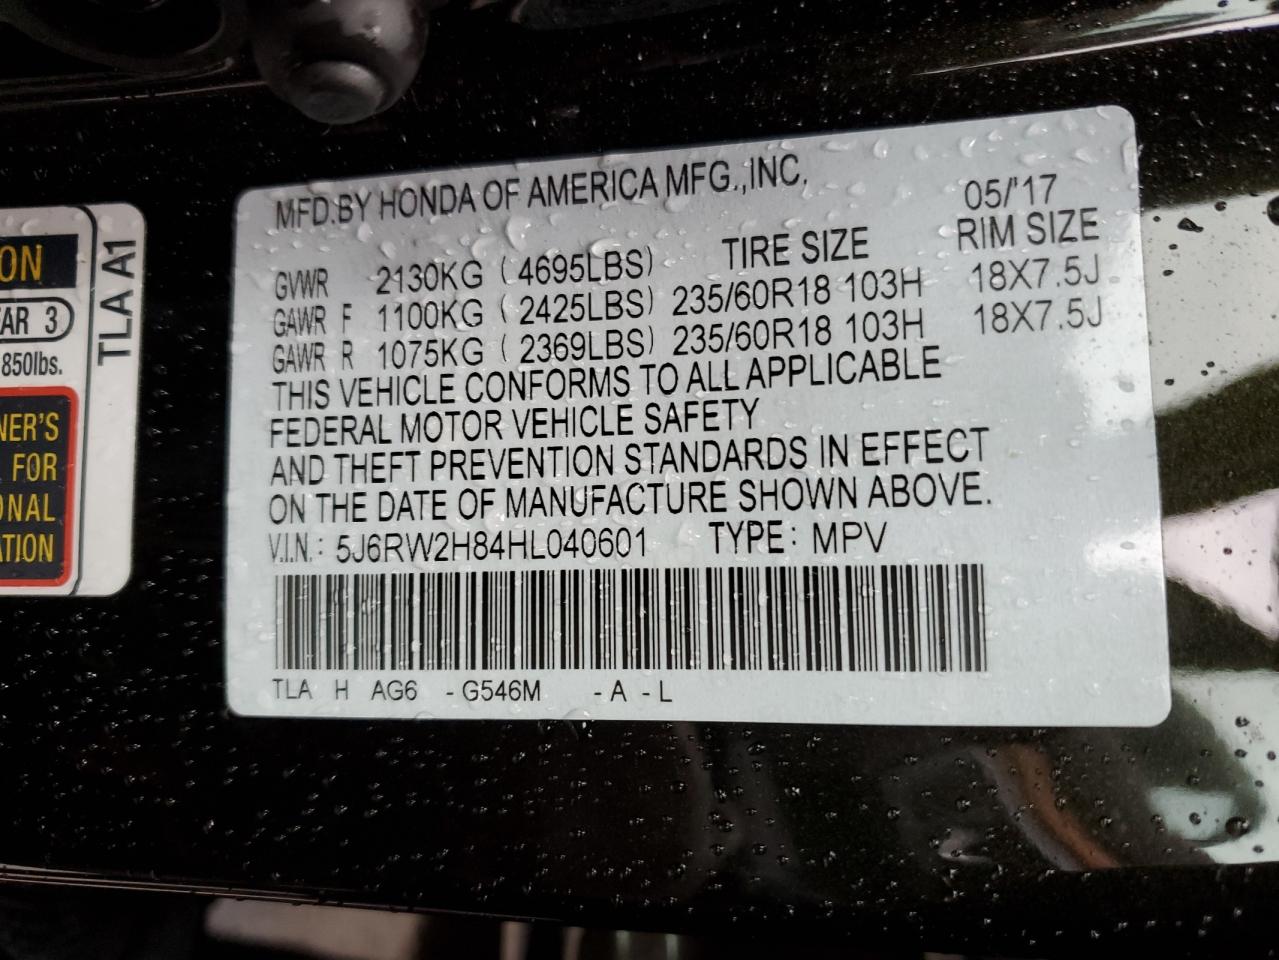 MFD.BY HONDA OF AMERICA MFG.,INC, 05/'17
TIRE SIZE RIM SIZE
GVWR 2130KG (4695LBS)
GAWR F 1100KG (2425LBS) 235/60R18 103H 18X7.5J
GAWR R 1075KG (2369LBS) 235/60R18 103H 18X7.5J
THIS VEHICLE CONFORMS TO ALL APPLICABLE
FEDERAL MOTOR VEHICLE SAFETY
AND THEFT PREVENTION STANDARDS IN EFFECT
ON THE DATE OF MANUFACTURE SHOWN ABOVE.
V.I.N.: 5J6RW2H84HL040601 TYPE: MPV
TLA H AG6 - G546M - A - L
ON
AR 3
850lbs.
NER'S
FOR
ONAL
ATION
TLA A1